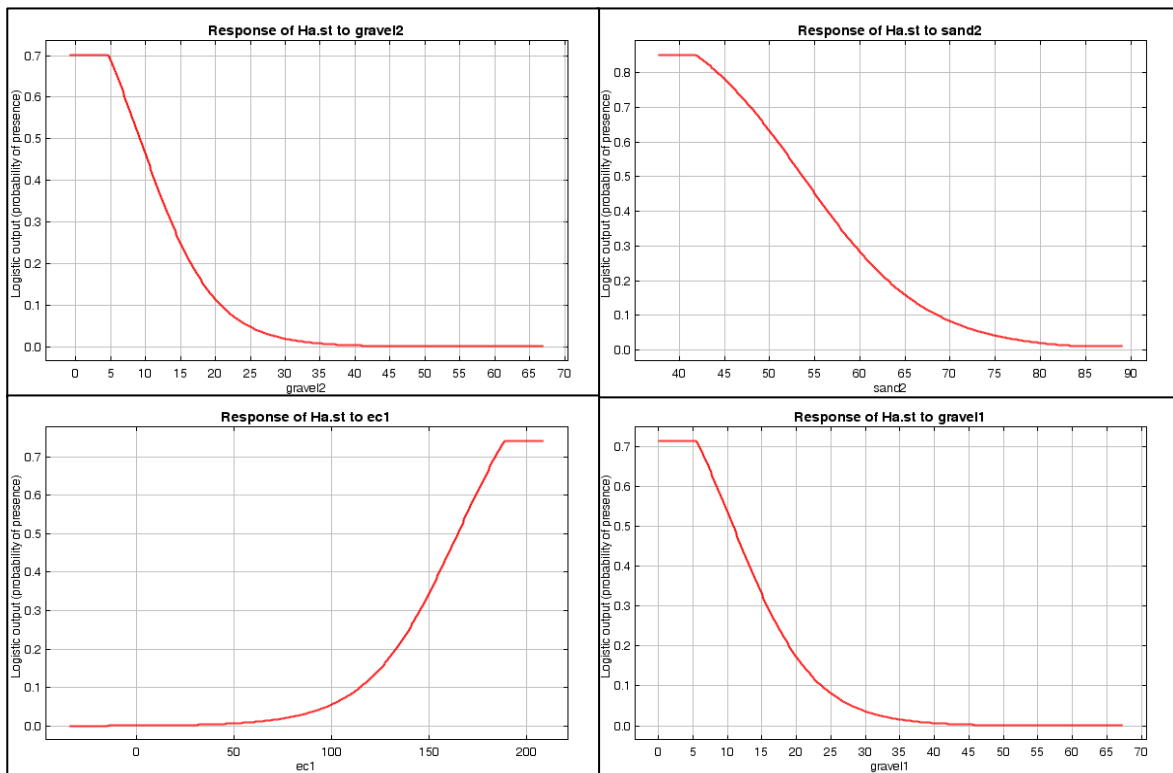 Response of Ha.st to gravel2
Logistic output (probability of presence)
0.7
0.6
0.5
0.4
0.3
0.2
0.1
0.0
0 5 10 15 20 25 30 35 40 45 50 55 60 65 70
gravel2
Response of Ha.st to sand2
Logistic output (probability of presence)
0.8
0.7
0.6
0.5
0.4
0.3
0.2
0.1
0.0
40 45 50 55 60 65 70 75 80 85 90
sand2
Response of Ha.st to ec1
Logistic output (probability of presence)
0.7
0.6
0.5
0.4
0.3
0.2
0.1
0.0
0 50 100 150 200
ec1
Response of Ha.st to gravel1
Logistic output (probability of presence)
0.7
0.6
0.5
0.4
0.3
0.2
0.1
0.0
0 5 10 15 20 25 30 35 40 45 50 55 60 65 70
gravel1